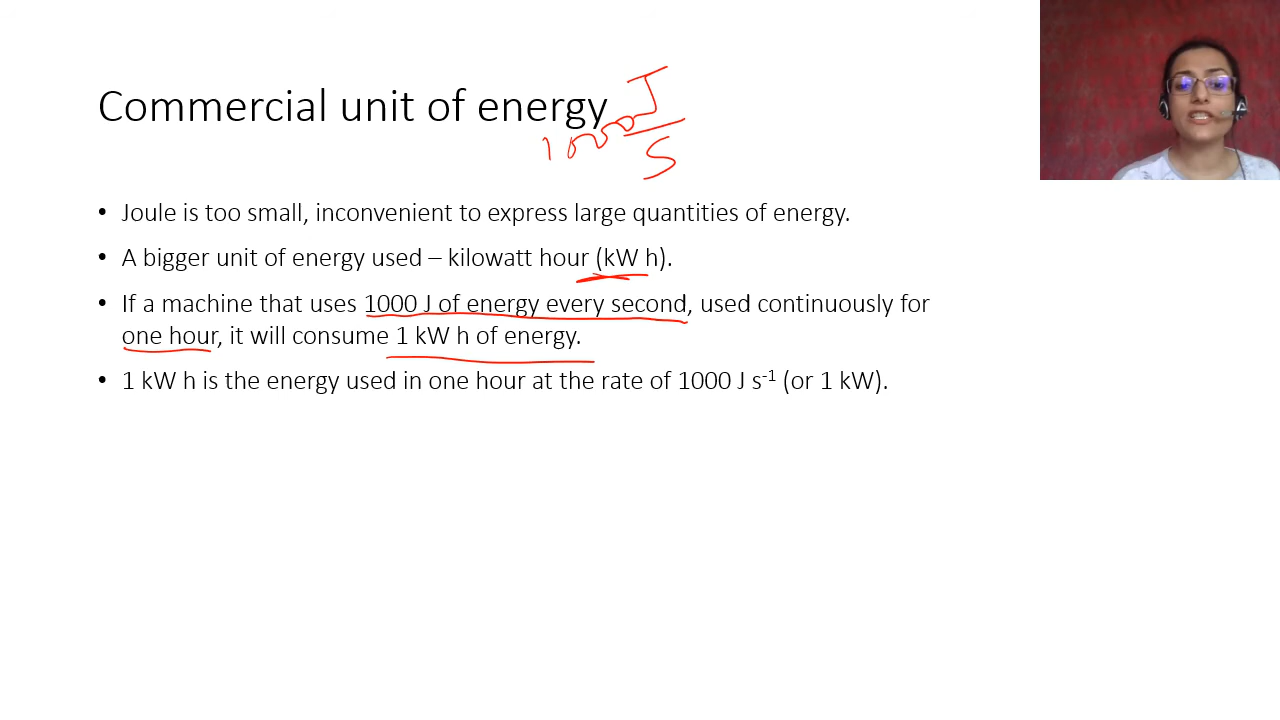 Commercial unit of energy
1000 J
S
• Joule is too small, inconvenient to express large quantities of energy.
• A bigger unit of energy used – kilowatt hour (kW h).
• If a machine that uses 1000 J of energy every second, used continuously for
one hour, it will consume 1 kW h of energy.
• 1 kW h is the energy used in one hour at the rate of 1000 J s⁻¹ (or 1 kW).